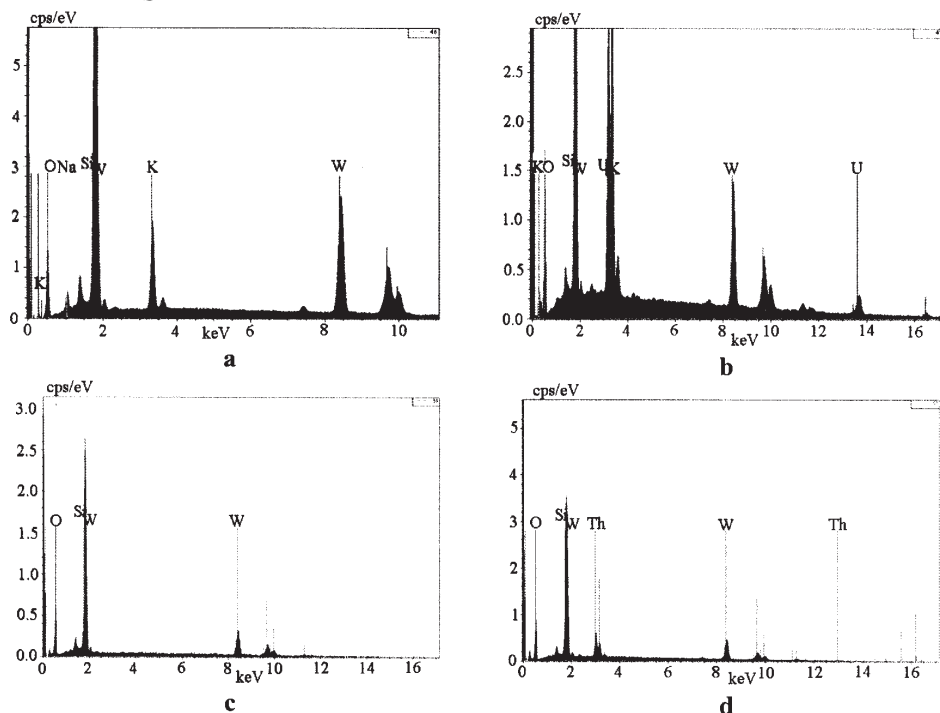 cps/eV
5
4
3
2
1
0
K
O Na Si W K W
0 2 4 6 8 10
keV
a
cps/eV
2.5
2.0
1.5
1.0
0.5
0.0
K O Si W U K W U
0 2 4 6 8 10 12 14 16
keV
b
cps/eV
3.0
2.5
2.0
1.5
1.0
0.5
0.0
O Si W W
0 2 4 6 8 10 12 14 16
keV
c
cps/eV
5
4
3
2
1
0
O Si W Th W Th
0 2 4 6 8 10 12 14 16
keV
d